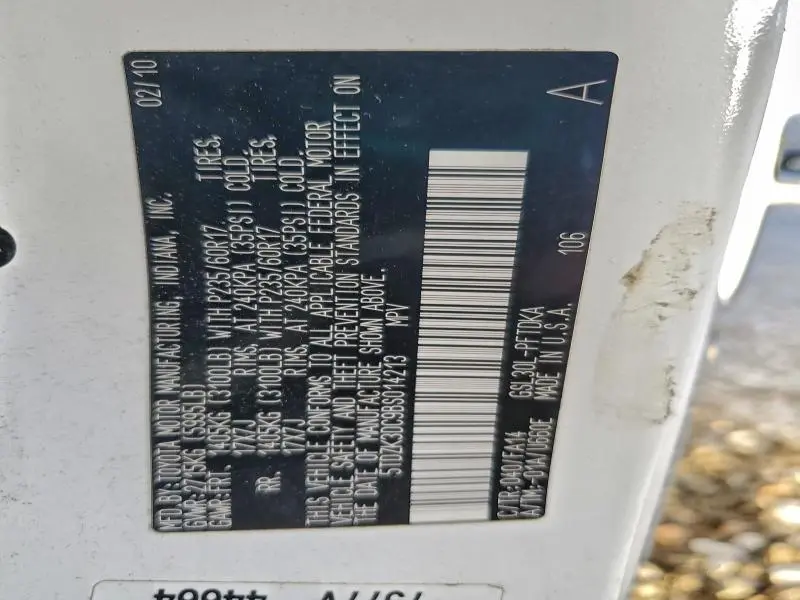 MFD.BY:TOYOTA MOTOR MANUFACTURING, INDIANA, INC. 02/10
GVWR:2715KG(5985LB)
GAWR:FRT. 1405KG(3100LB) WITH P235/60R17 TIRES,
17X7J RIMS, AT 240KPA(35PSI) COLD.
RR. 1405KG(3100LB) WITH P235/60R17 TIRES,
17X7J RIMS, AT 240KPA(35PSI) COLD.
THIS VEHICLE CONFORMS TO ALL APPLICABLE FEDERAL MOTOR
VEHICLE SAFETY AND THEFT PREVENTION STANDARDS IN EFFECT ON
THE DATE OF MANUFACTURE SHOWN ABOVE.
5TDZK3DC9BS014213 MPV
C/TR:040/FA14 GSL30L-PFTDKA
A/TM:-01A/U660E MADE IN U.S.A. 106 A